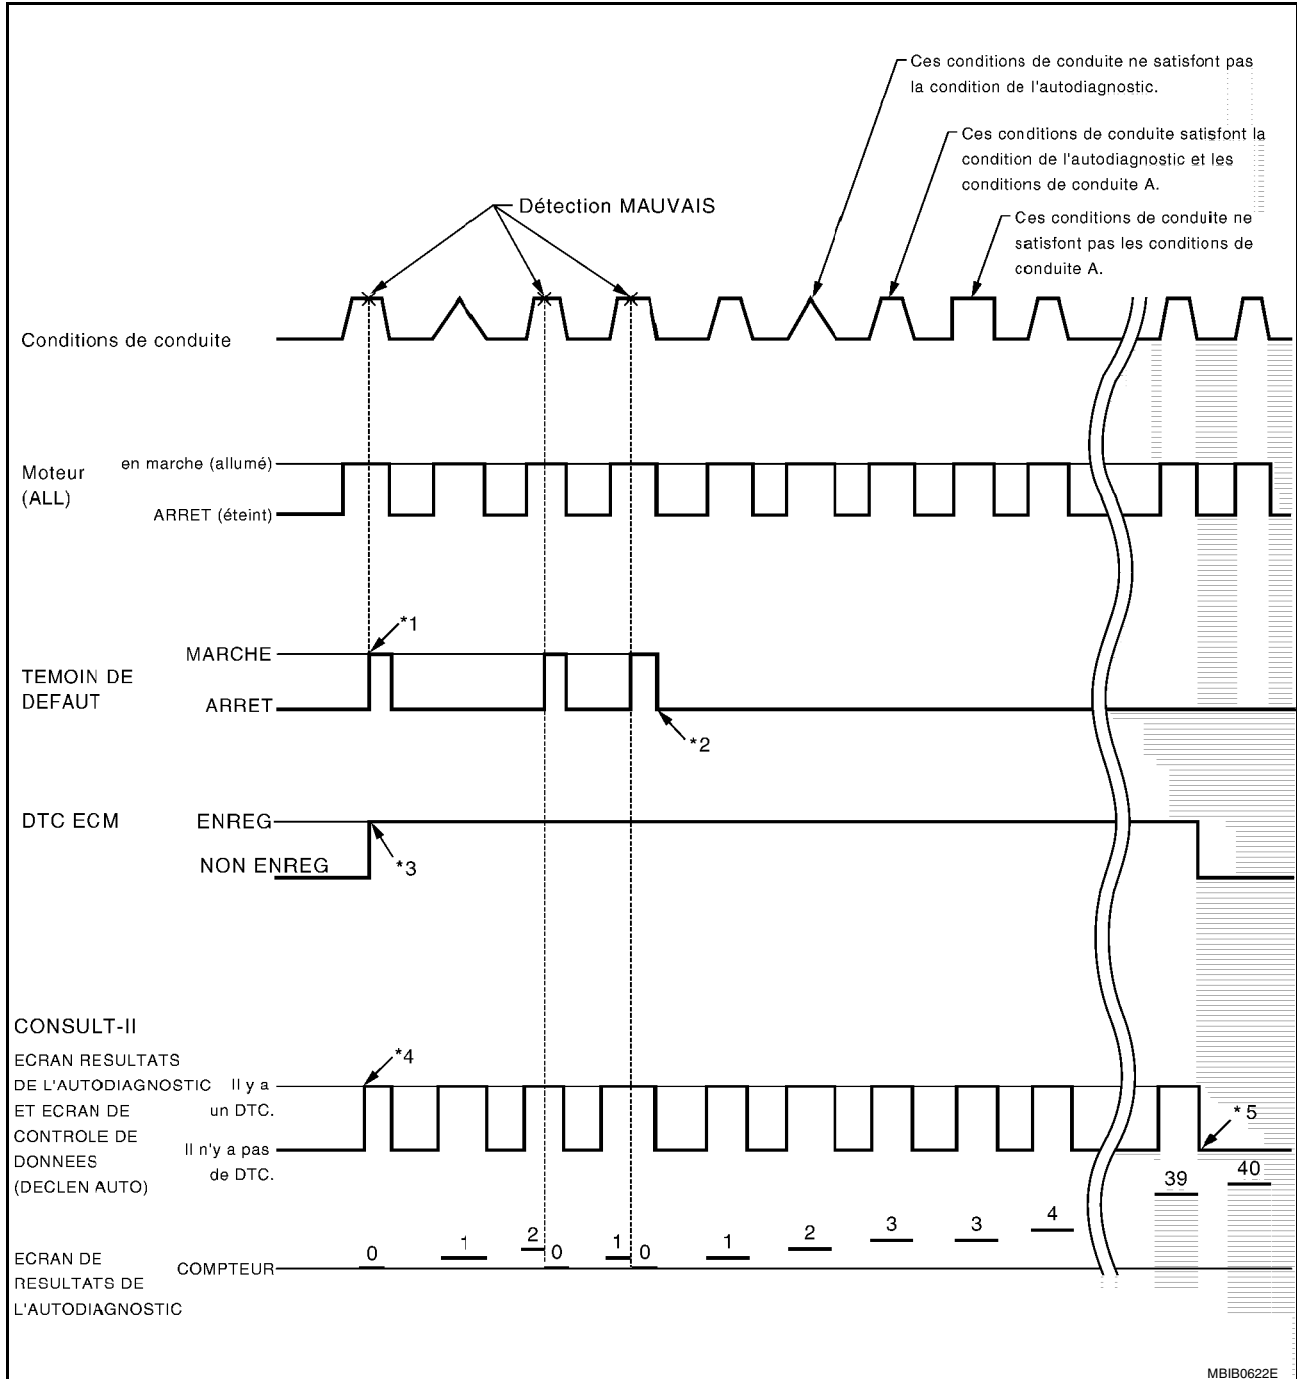 Ces conditions de conduite ne satisfont pas
la condition de l'autodiagnostic.
Ces conditions de conduite satisfont la
condition de l'autodiagnostic et les
conditions de conduite A.
Ces conditions de conduite ne
satisfont pas les conditions de
conduite A.
Détection MAUVAIS
Conditions de conduite
Moteur
(ALL)
en marche (allumé)
ARRET (éteint)
*1
TEMOIN DE
DEFAUT
MARCHE
ARRET
*2
DTC ECM
ENREG
NON ENREG
*3
CONSULT-II
ECRAN RESULTATS
DE L'AUTODIAGNOSTIC
ET ECRAN DE
CONTROLE DE
DONNEES
(DECLEN AUTO)
Il y a
un DTC.
Il n'y a pas
de DTC.
*4
*5
ECRAN DE
RESULTATS DE
L'AUTODIAGNOSTIC
COMPTEUR
0 1 2 0 1 0 1 2 3 3 4 39 40
MBIB0622E